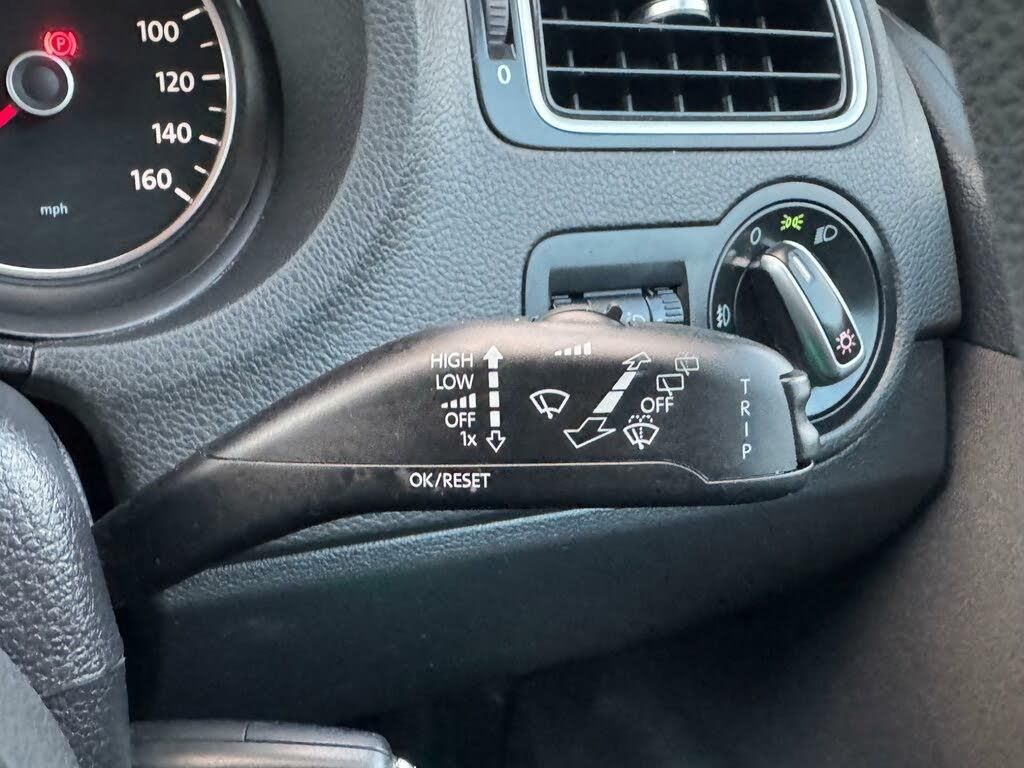 100
120
140
160
mph
P
0
0
HIGH
LOW
OFF
1x
OFF
TRIP
OK/RESET